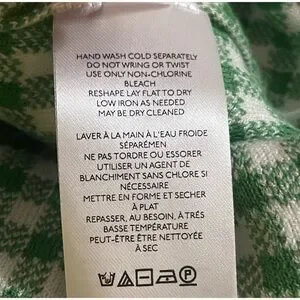 HAND WASH COLD SEPARATELY
DO NOT WRING OR TWIST
USE ONLY NON-CHLORINE
BLEACH
RESHAPE LAY FLAT TO DRY
LOW IRON AS NEEDED
MAY BE DRY CLEANED
LAVER À LA MAIN À L'EAU FROIDE
SÉPARÉMEN
NE PAS TORDRE OU ESSORER
UTILISER UN AGENT DE
BLANCHIMENT SANS CHLORE SI
NÉCESSAIRE
METTRE EN FORME ET SECHER
À PLAT
REPASSER, AU BESOIN, À TRÉS
BASSE TEMPÉRATURE
PEUT-ÊTRE ÊTRE NETTOYÉE
À SEC